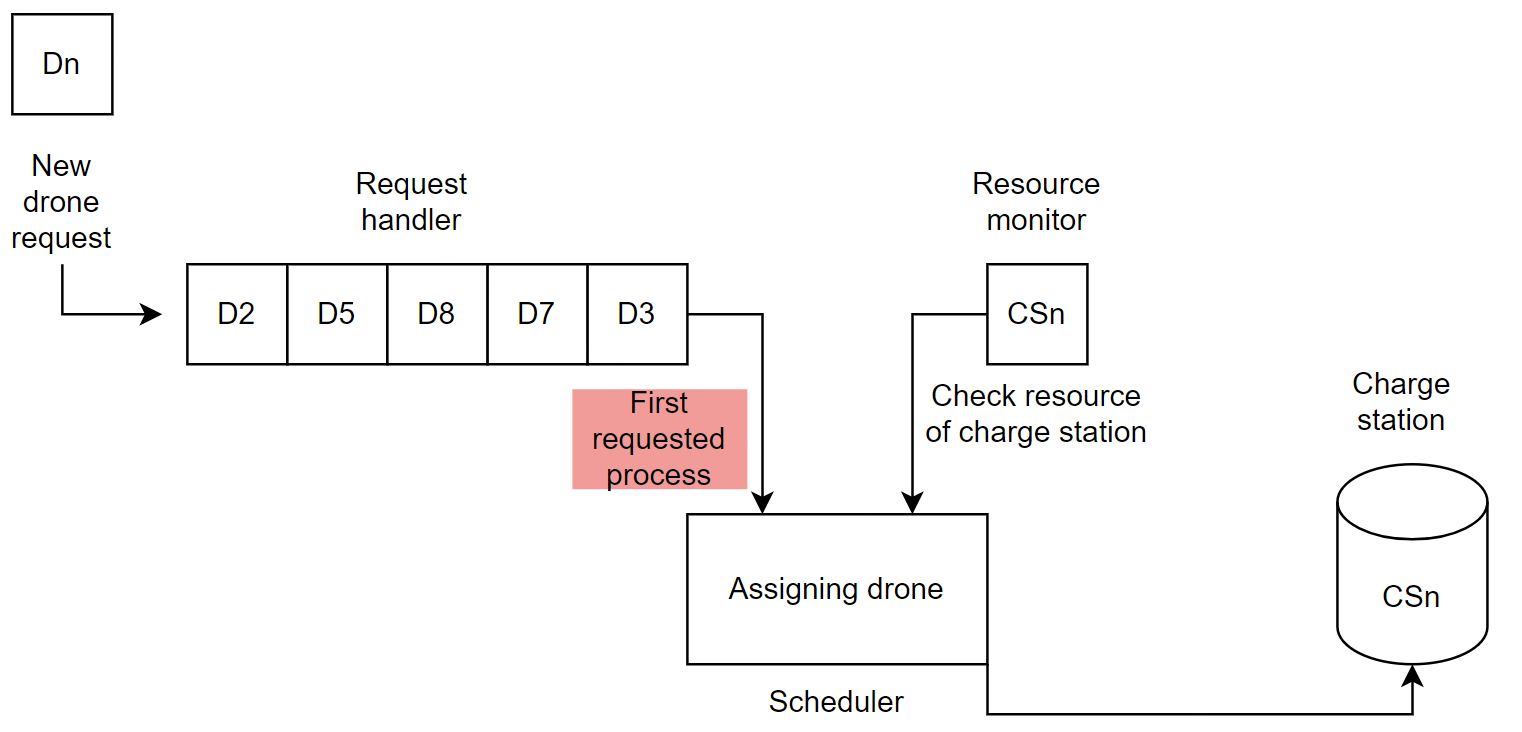 Dn
New
drone
request
Request
handler
D2 D5 D8 D7 D3
First
requested
process
Resource
monitor
CSn
Check resource
of charge station
Assigning drone
Scheduler
Charge
station
CSn